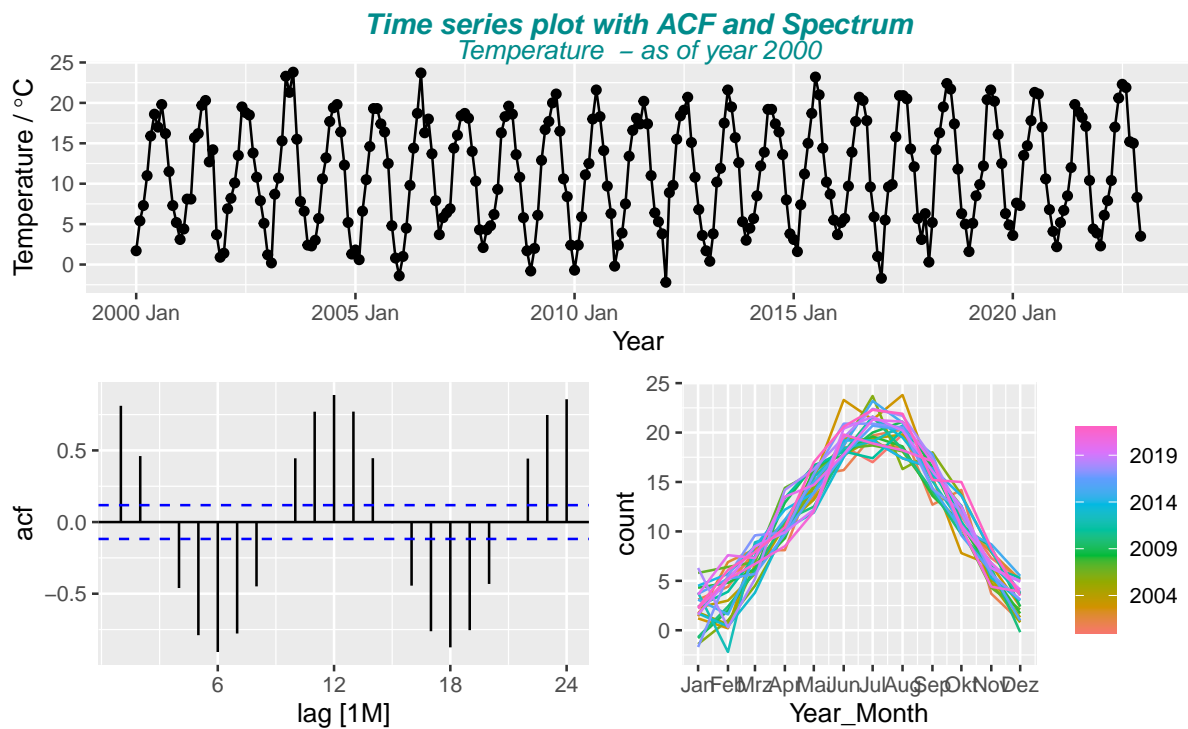 Time series plot with ACF and Spectrum
Temperature – as of year 2000
Temperature / °C
25
20
15
10
5
0
2000 Jan 2005 Jan 2010 Jan 2015 Jan 2020 Jan
Year
acf
0.5
0.0
−0.5
6 12 18 24
lag [1M]
count
25
20
15
10
5
0
Jan Feb Mrz Apr Mai Jun Jul Aug Sep Okt Nov Dez
Year_Month
2019
2014
2009
2004